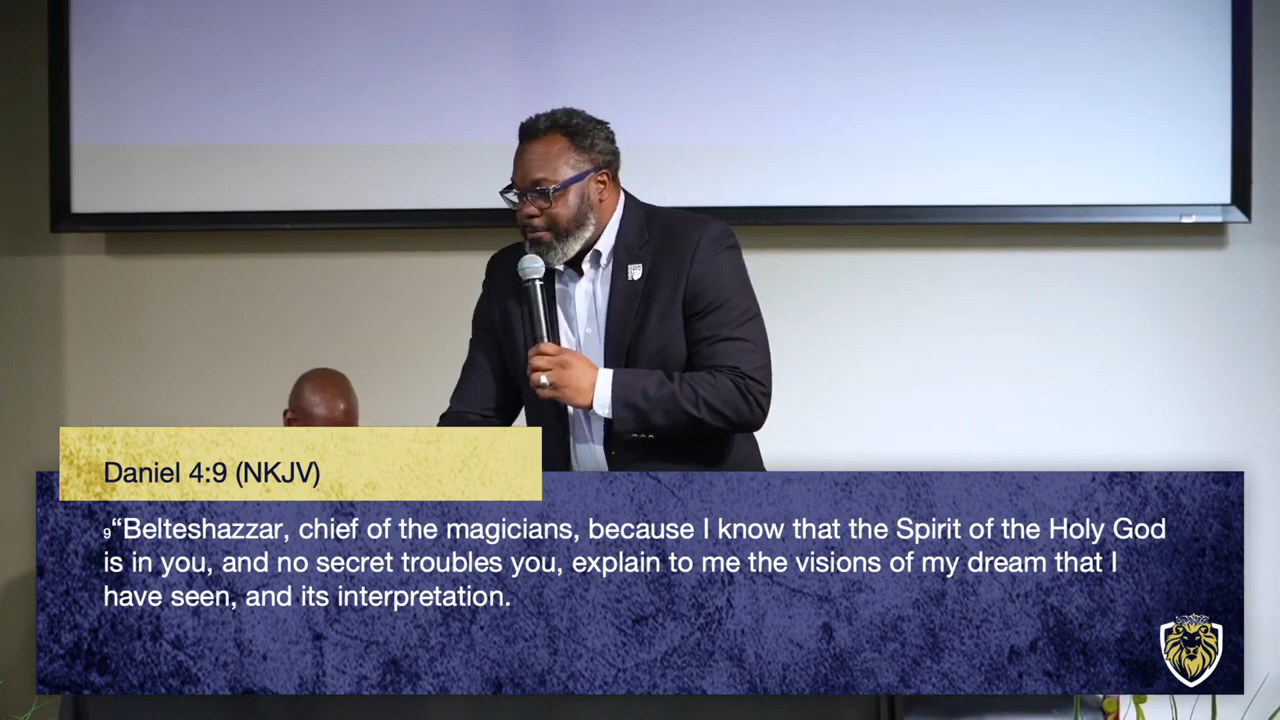 Daniel 4:9 (NKJV)
9“Belteshazzar, chief of the magicians, because I know that the Spirit of the Holy God
is in you, and no secret troubles you, explain to me the visions of my dream that I
have seen, and its interpretation.